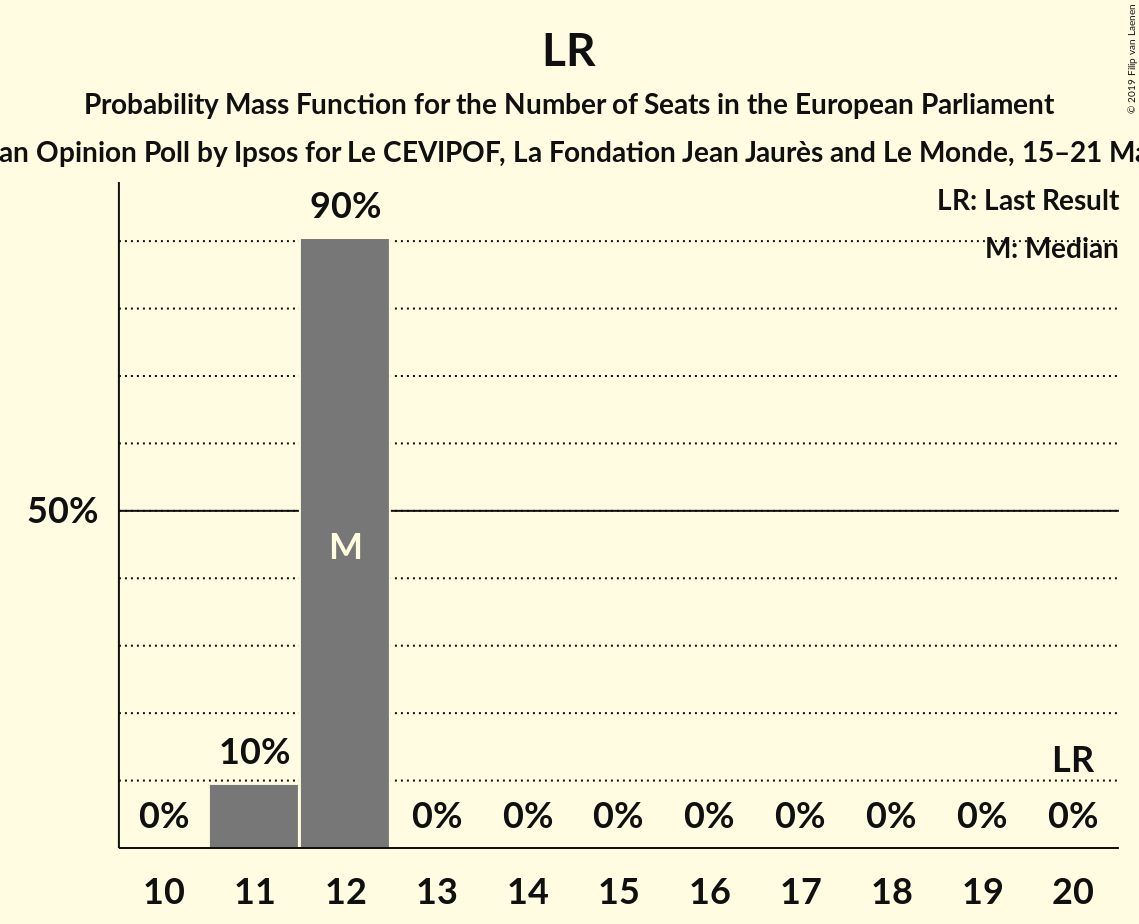 LR
Probability Mass Function for the Number of Seats in the European Parliament
an Opinion Poll by Ipsos for Le CEVIPOF, La Fondation Jean Jaurès and Le Monde, 15–21 Ma
© 2019 Filip van Laenen
LR: Last Result
M: Median
90%
50%
M
10%
LR
0% 0% 0% 0% 0% 0% 0% 0% 0%
10 11 12 13 14 15 16 17 18 19 20